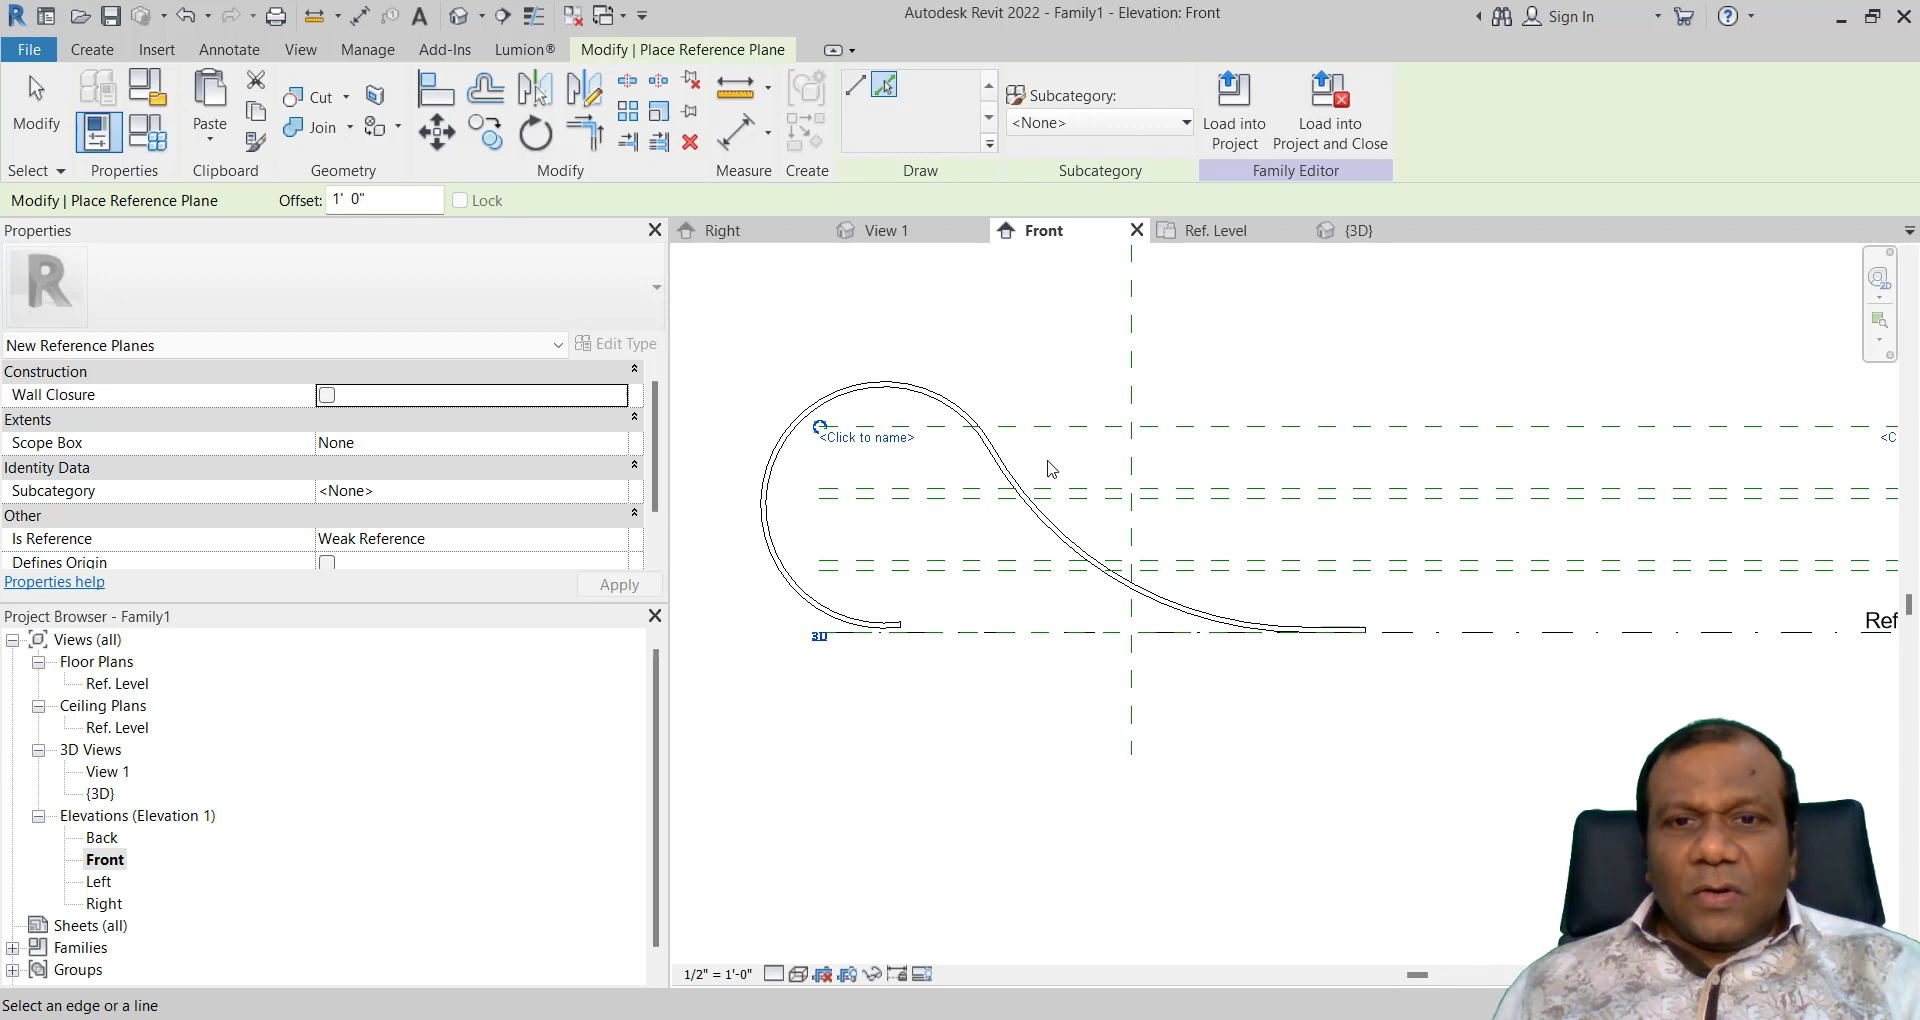 Autodesk Revit 2022 - Family1 - Elevation: Front
Sign In
File
Create
Insert
Annotate
View
Manage
Add-Ins
Lumion®
Modify | Place Reference Plane
Modify
Paste
Cut
Join
Subcategory:
<None>
Load into
Project
Load into
Project and Close
Select
Properties
Clipboard
Geometry
Modify
Measure
Create
Draw
Subcategory
Family Editor
Modify | Place Reference Plane
Offset:
1' 0"
Lock
Properties
Right
View 1
Front
Ref. Level
{3D}
New Reference Planes
Edit Type
Construction
Wall Closure
Extents
Scope Box
None
Identity Data
Subcategory
<None>
Other
Is Reference
Weak Reference
Defines Origin
Properties help
Apply
Project Browser - Family1
Views (all)
Floor Plans
Ref. Level
Ceiling Plans
Ref. Level
3D Views
View 1
{3D}
Elevations (Elevation 1)
Back
Front
Left
Right
Sheets (all)
Families
Groups
<Click to name>
<C
3D
Ref
2D
1/2" = 1'-0"
Select an edge or a line